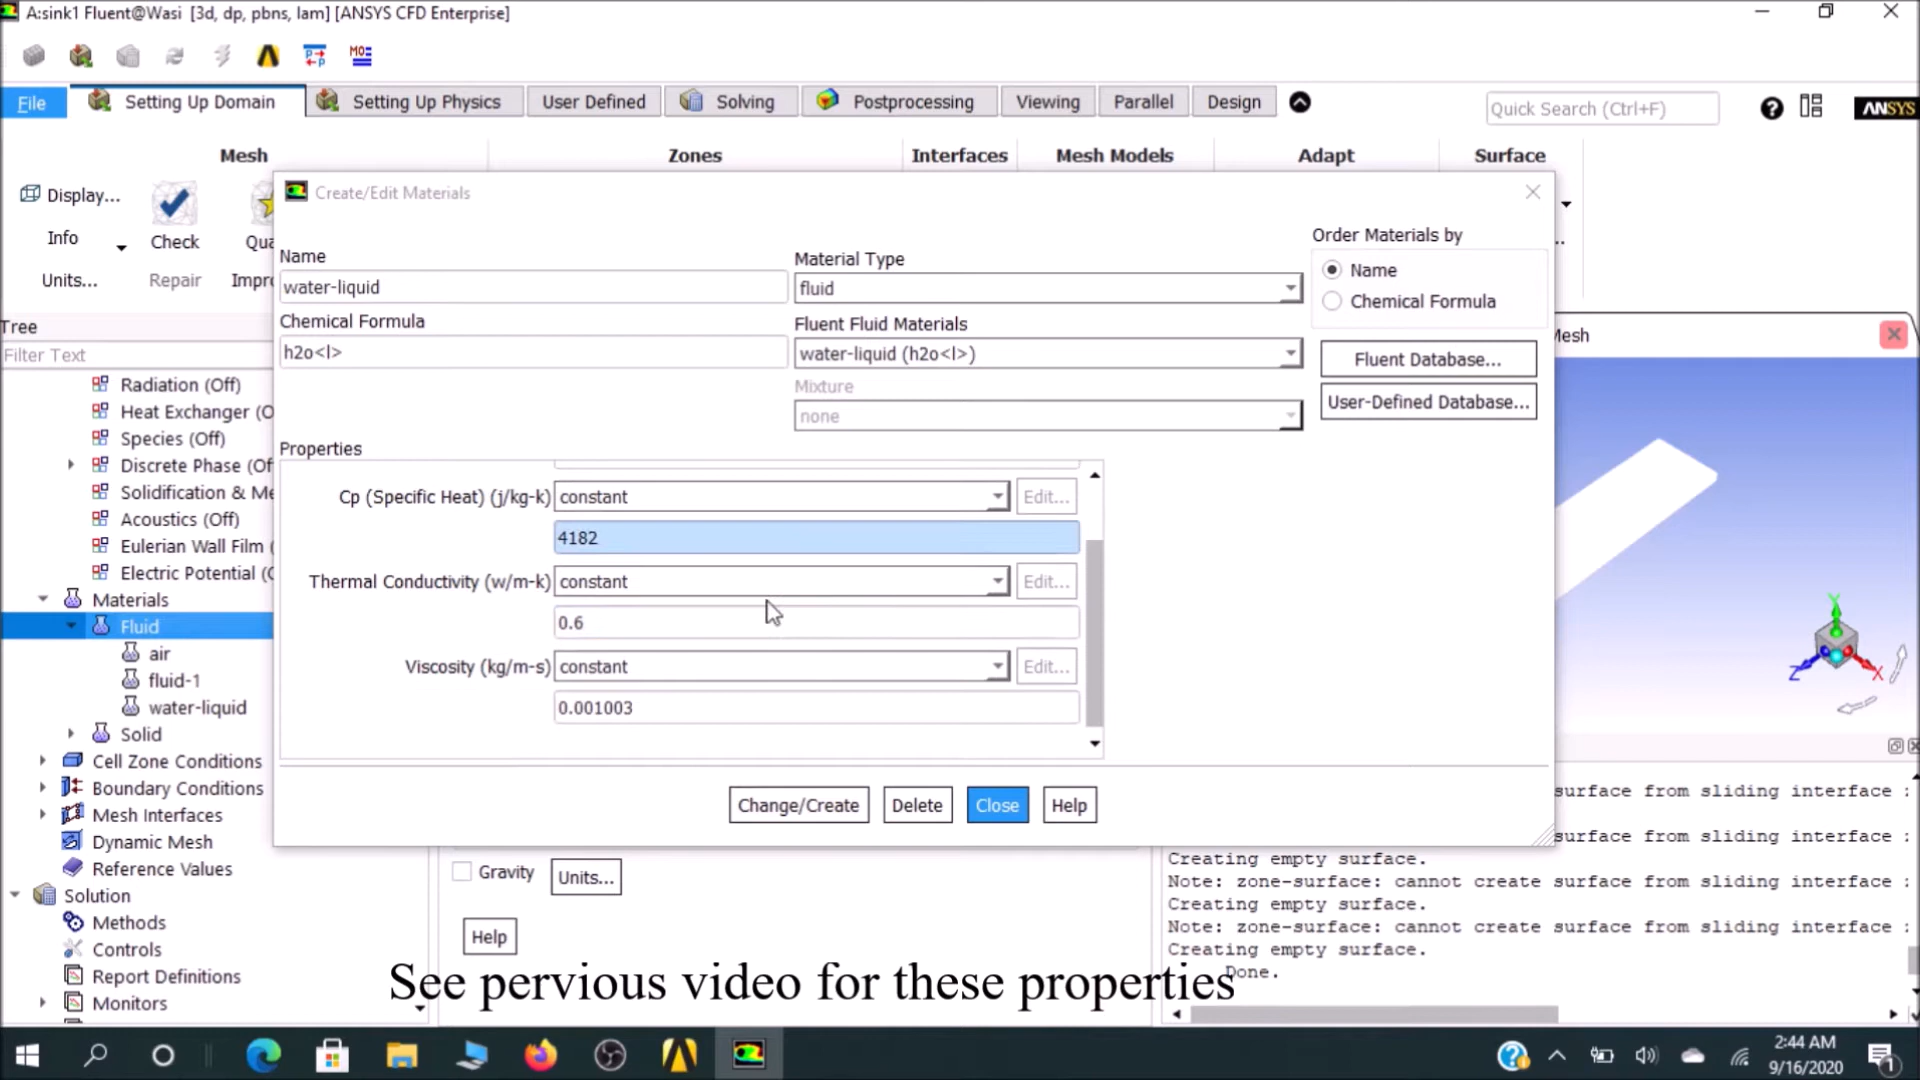 A:sink1 Fluent@Wasi [3d, dp, pbns, lam] [ANSYS CFD Enterprise]
File
Setting Up Domain
Setting Up Physics
User Defined
Solving
Postprocessing
Viewing
Parallel
Design
Quick Search (Ctrl+F)
ANSYS
Mesh
Zones
Interfaces
Mesh Models
Adapt
Surface
Display...
Info
Units...
Check
Repair
Qua
Impro
Create/Edit Materials
Name
water-liquid
Chemical Formula
h2o<l>
Material Type
fluid
Fluent Fluid Materials
water-liquid (h2o<l>)
Mixture
none
Order Materials by
Name
Chemical Formula
Fluent Database...
User-Defined Database...
Properties
Cp (Specific Heat) (j/kg-k) constant Edit...
4182
Thermal Conductivity (w/m-k) constant Edit...
0.6
Viscosity (kg/m-s) constant Edit...
0.001003
Change/Create
Delete
Close
Help
Tree
Filter Text
Radiation (Off)
Heat Exchanger (O
Species (Off)
Discrete Phase (Of
Solidification & Me
Acoustics (Off)
Eulerian Wall Film (
Electric Potential (O
Materials
Fluid
air
fluid-1
water-liquid
Solid
Cell Zone Conditions
Boundary Conditions
Mesh Interfaces
Dynamic Mesh
Reference Values
Solution
Methods
Controls
Report Definitions
Monitors
Gravity
Units...
Help
Mesh
Y
Z
X
surface from sliding interface :
surface from sliding interface :
Creating empty surface.
Note: zone-surface: cannot create surface from sliding interface :
Creating empty surface.
Note: zone-surface: cannot create surface from sliding interface :
Creating empty surface.
Done.
See pervious video for these properties
2:44 AM
9/16/2020
1